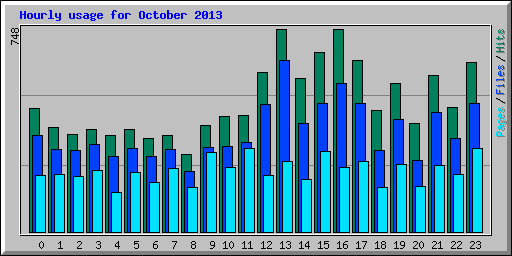 Hourly usage for October 2013
748
Pages / Files / Hits
0 1 2 3 4 5 6 7 8 9 10 11 12 13 14 15 16 17 18 19 20 21 22 23